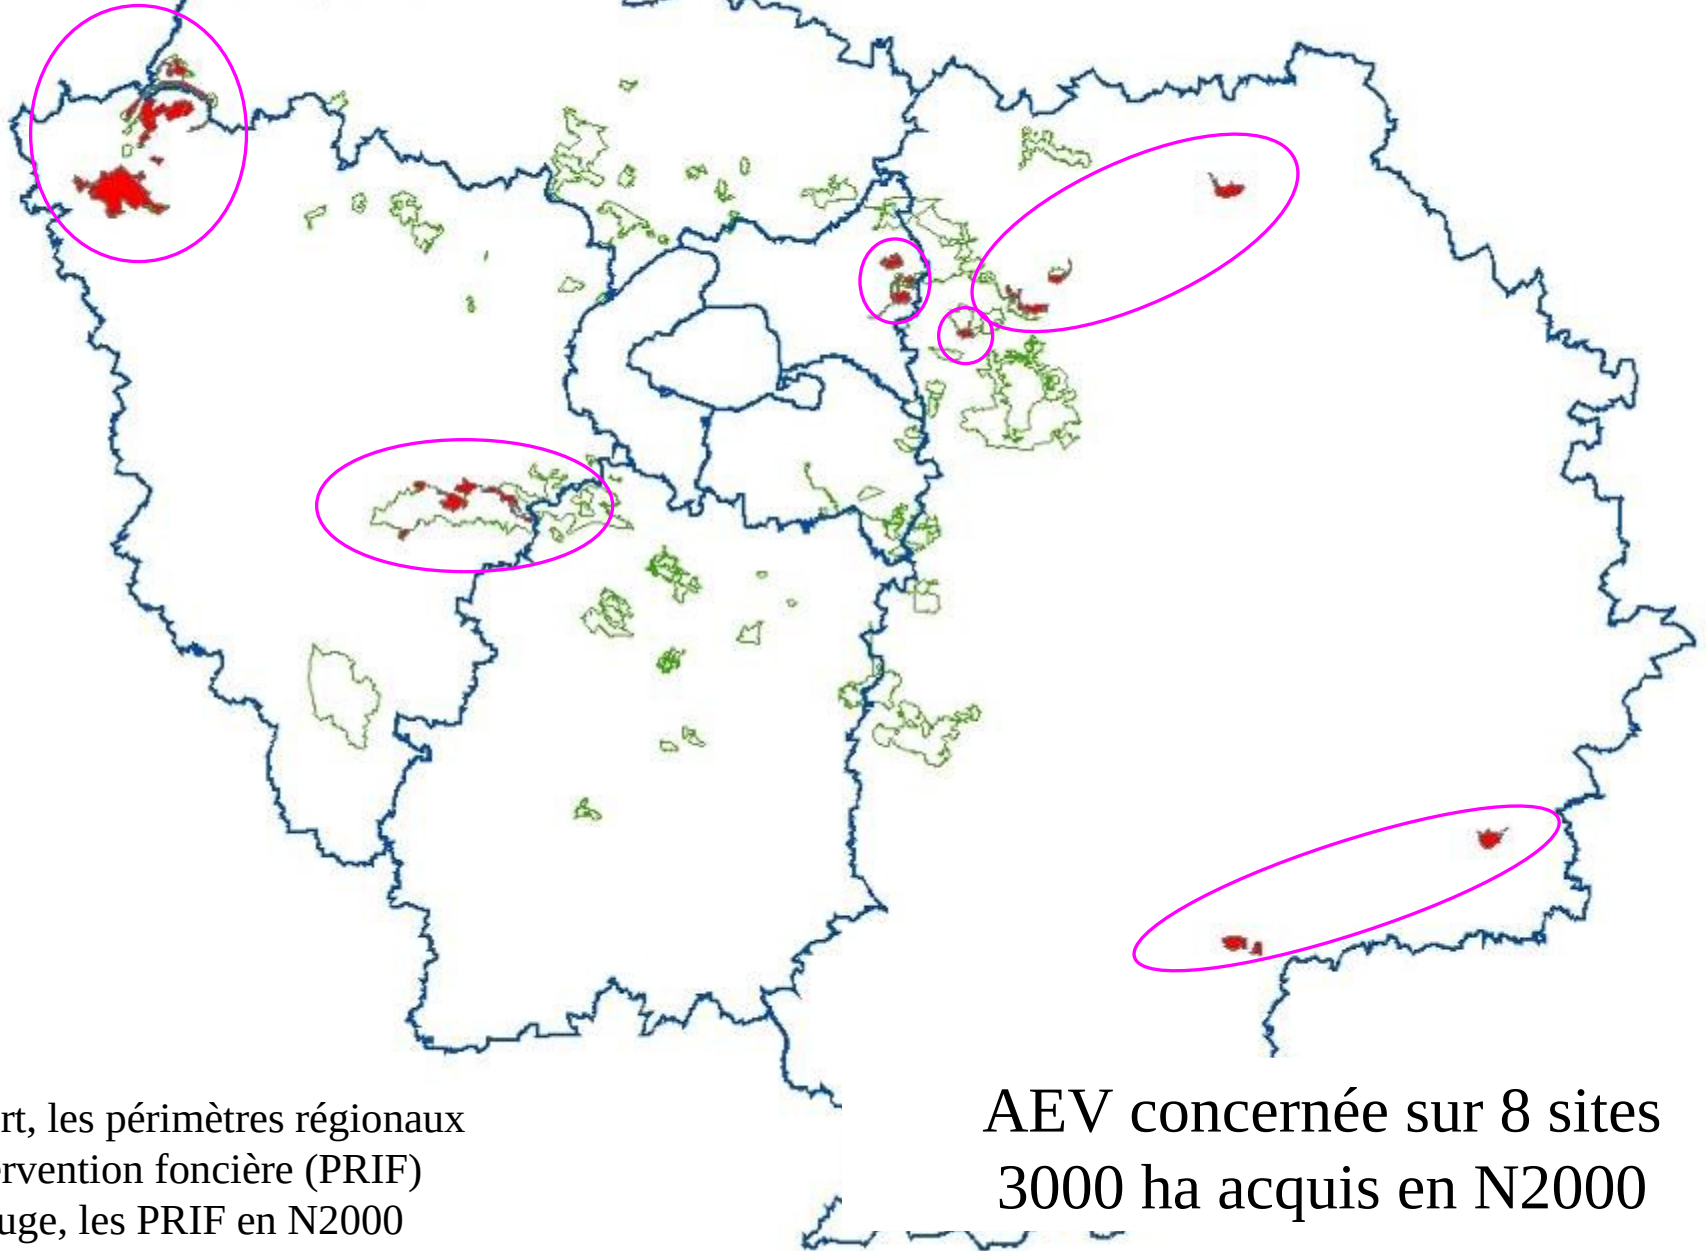 rt, les périmètres régionaux
ervention foncière (PRIF)
uge, les PRIF en N2000
AEV concernée sur 8 sites
3000 ha acquis en N2000